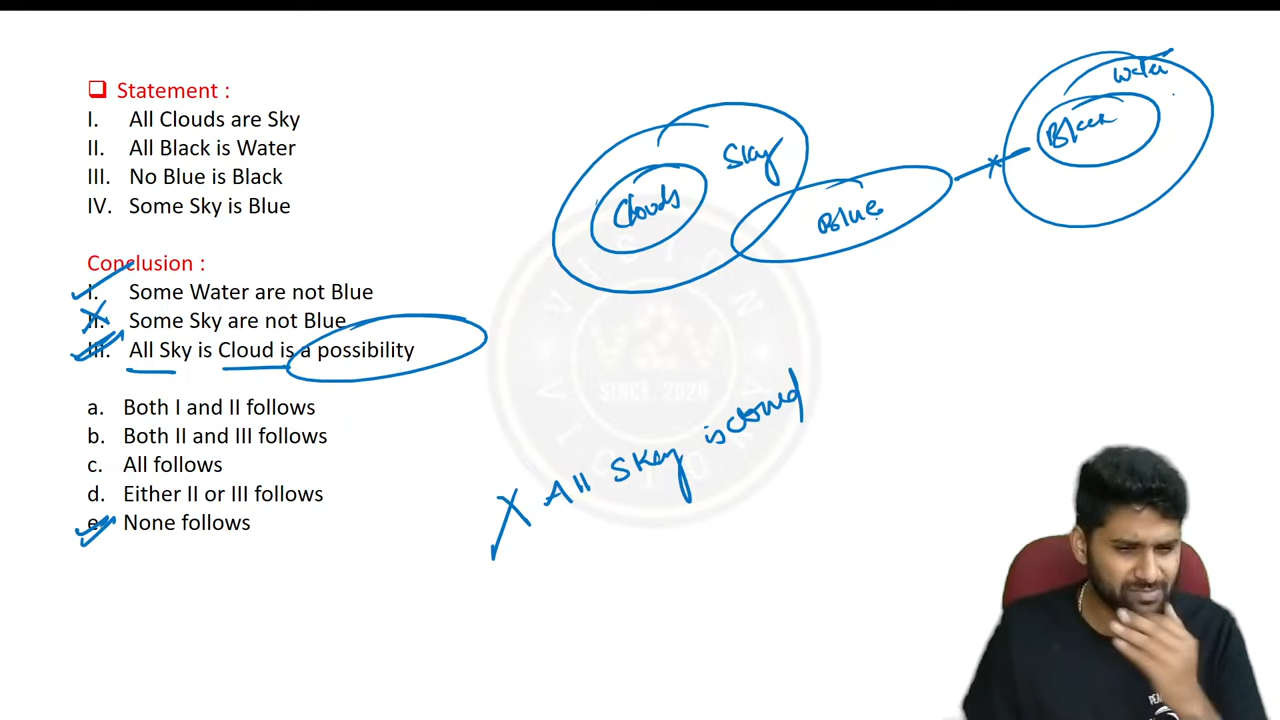 Statement :
I. All Clouds are Sky
II. All Black is Water
III. No Blue is Black
IV. Some Sky is Blue
Conclusion :
I. Some Water are not Blue
II. Some Sky are not Blue
III. All Sky is Cloud is a possibility
a. Both I and II follows
b. Both II and III follows
c. All follows
d. Either II or III follows
e. None follows
Clouds
Sky
Blue
Water
Black
All Sky is cloud
SINCE 2020